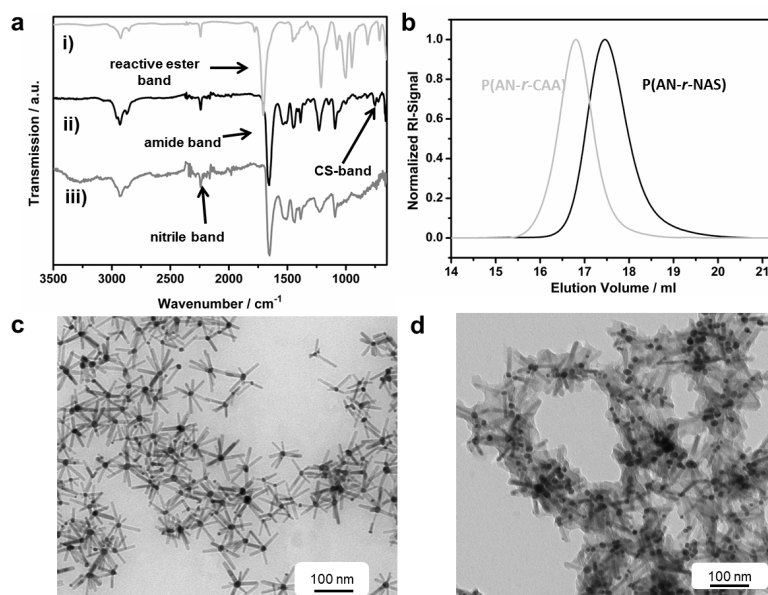 a
i)
reactive ester
band
ii)
amide band
CS-band
iii)
nitrile band
Transmission / a.u.
3500 3000 2500 2000 1500 1000
Wavenumber / cm-1
b
P(AN-r-CAA)
P(AN-r-NAS)
Normalized RI-Signal
1.0
0.8
0.6
0.4
0.2
0.0
14 15 16 17 18 19 20 21
Elution Volume / ml
c
100 nm
d
100 nm